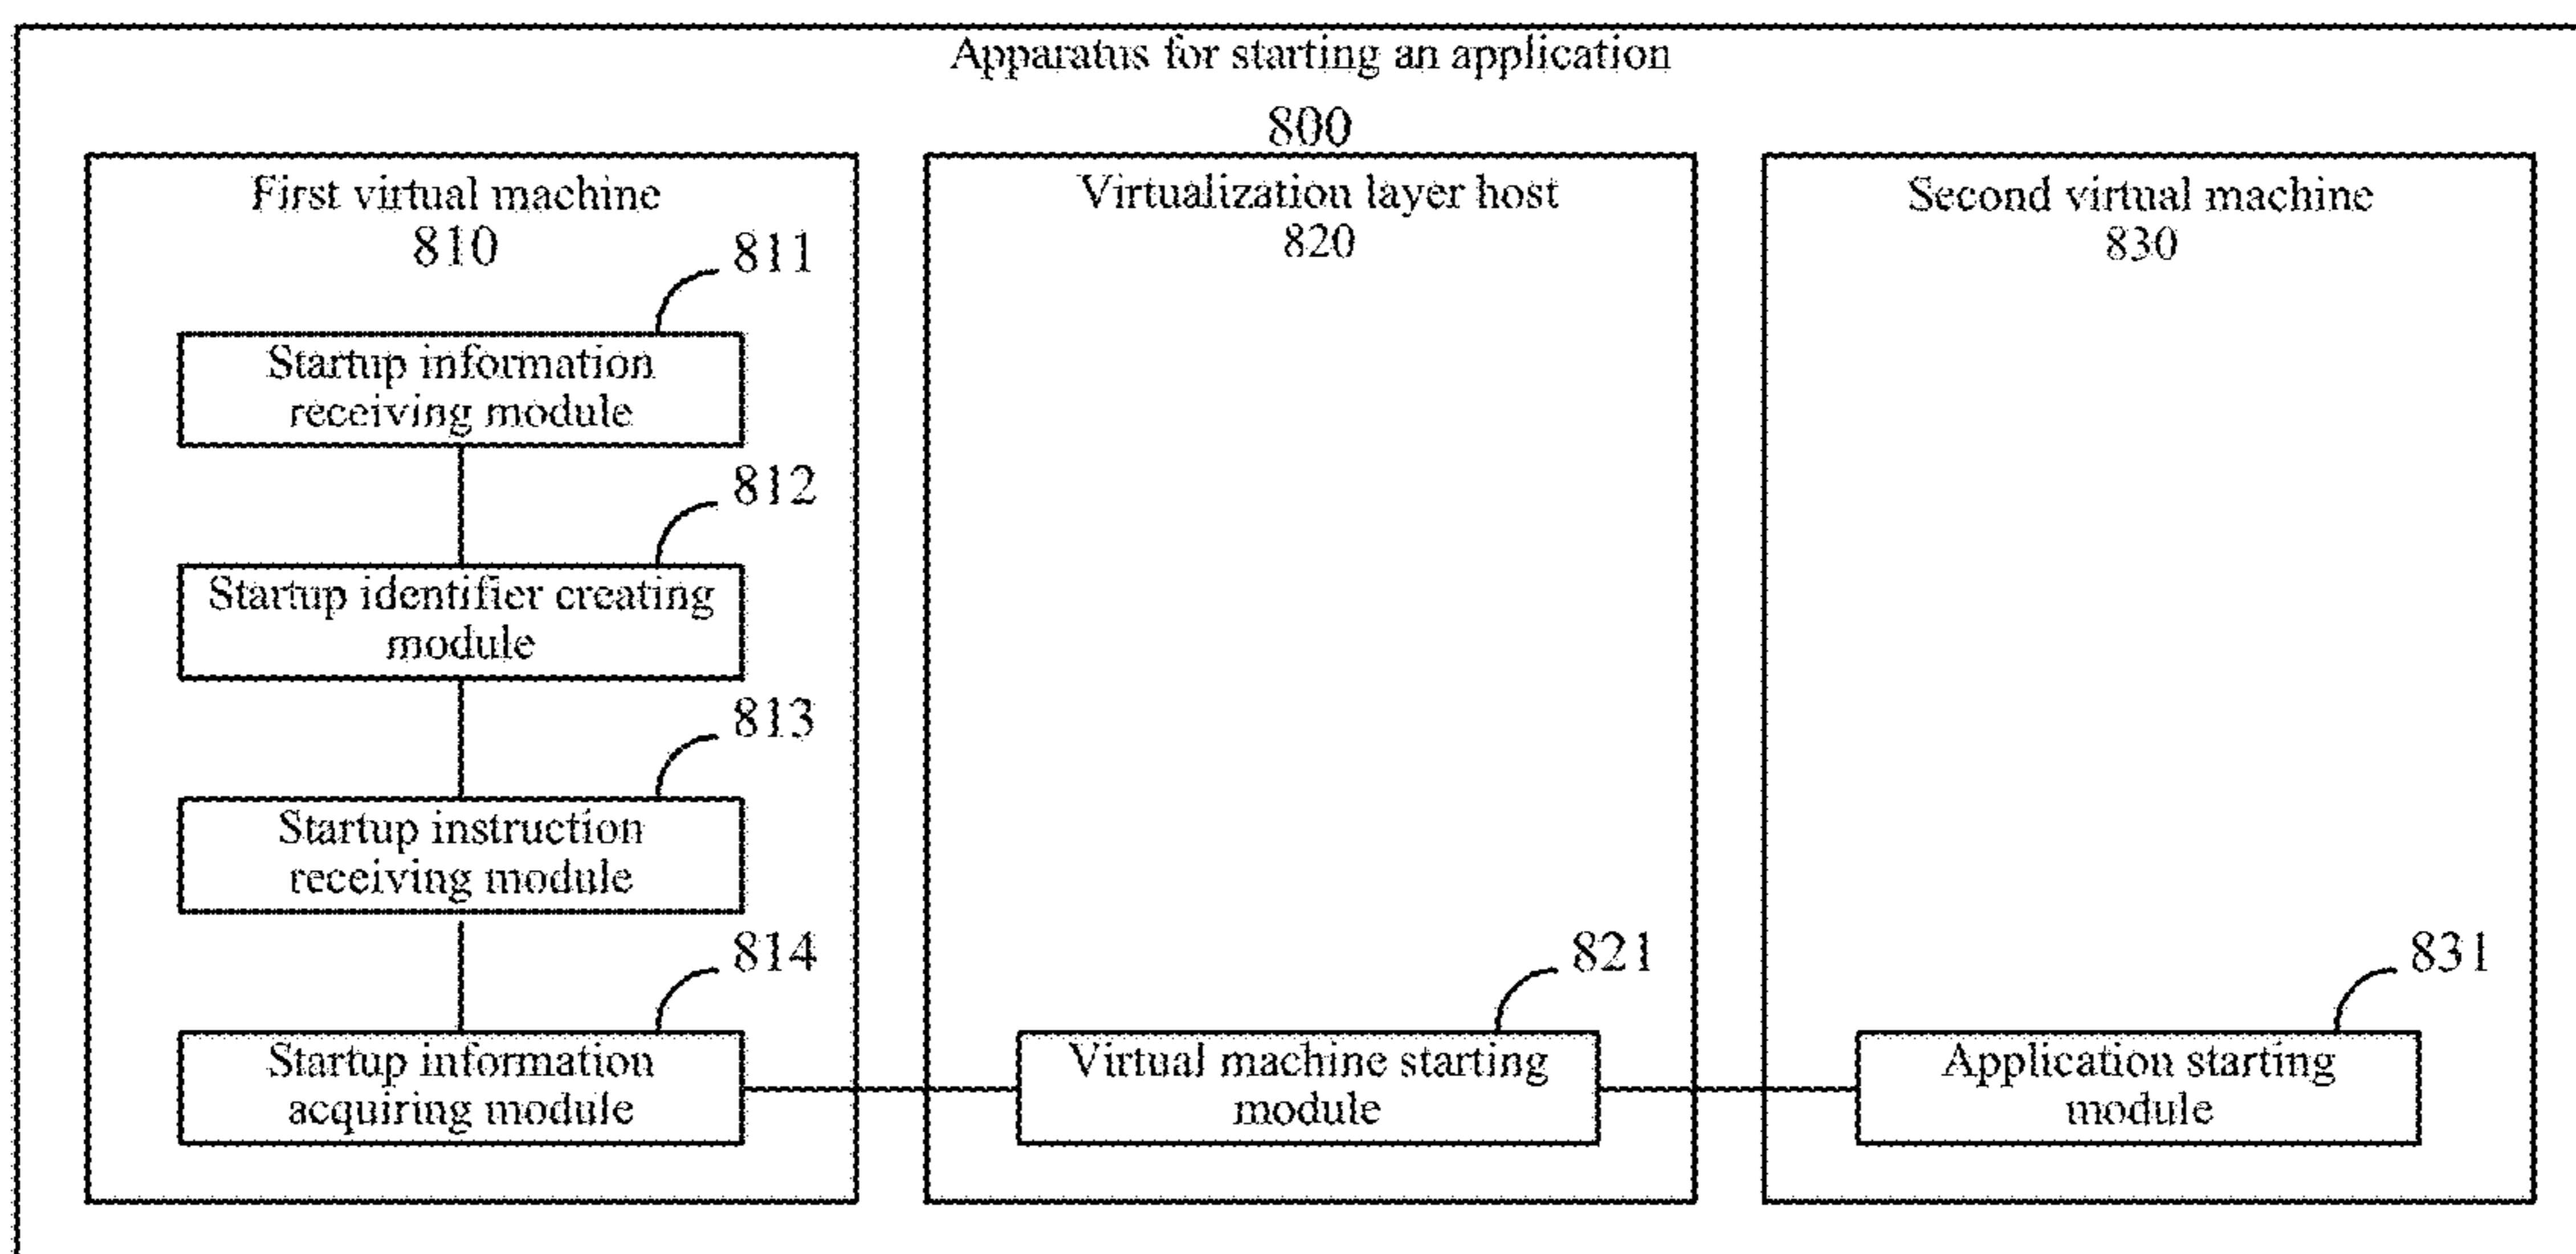 Apparatus for starting an application
800
First virtual machine
810
811
Startup information
receiving module
812
Startup identifier creating
module
813
Startup instruction
receiving module
814
Startup information
acquiring module
Virtualization layer host
820
821
Virtual machine starting
module
Second virtual machine
830
831
Application starting
module